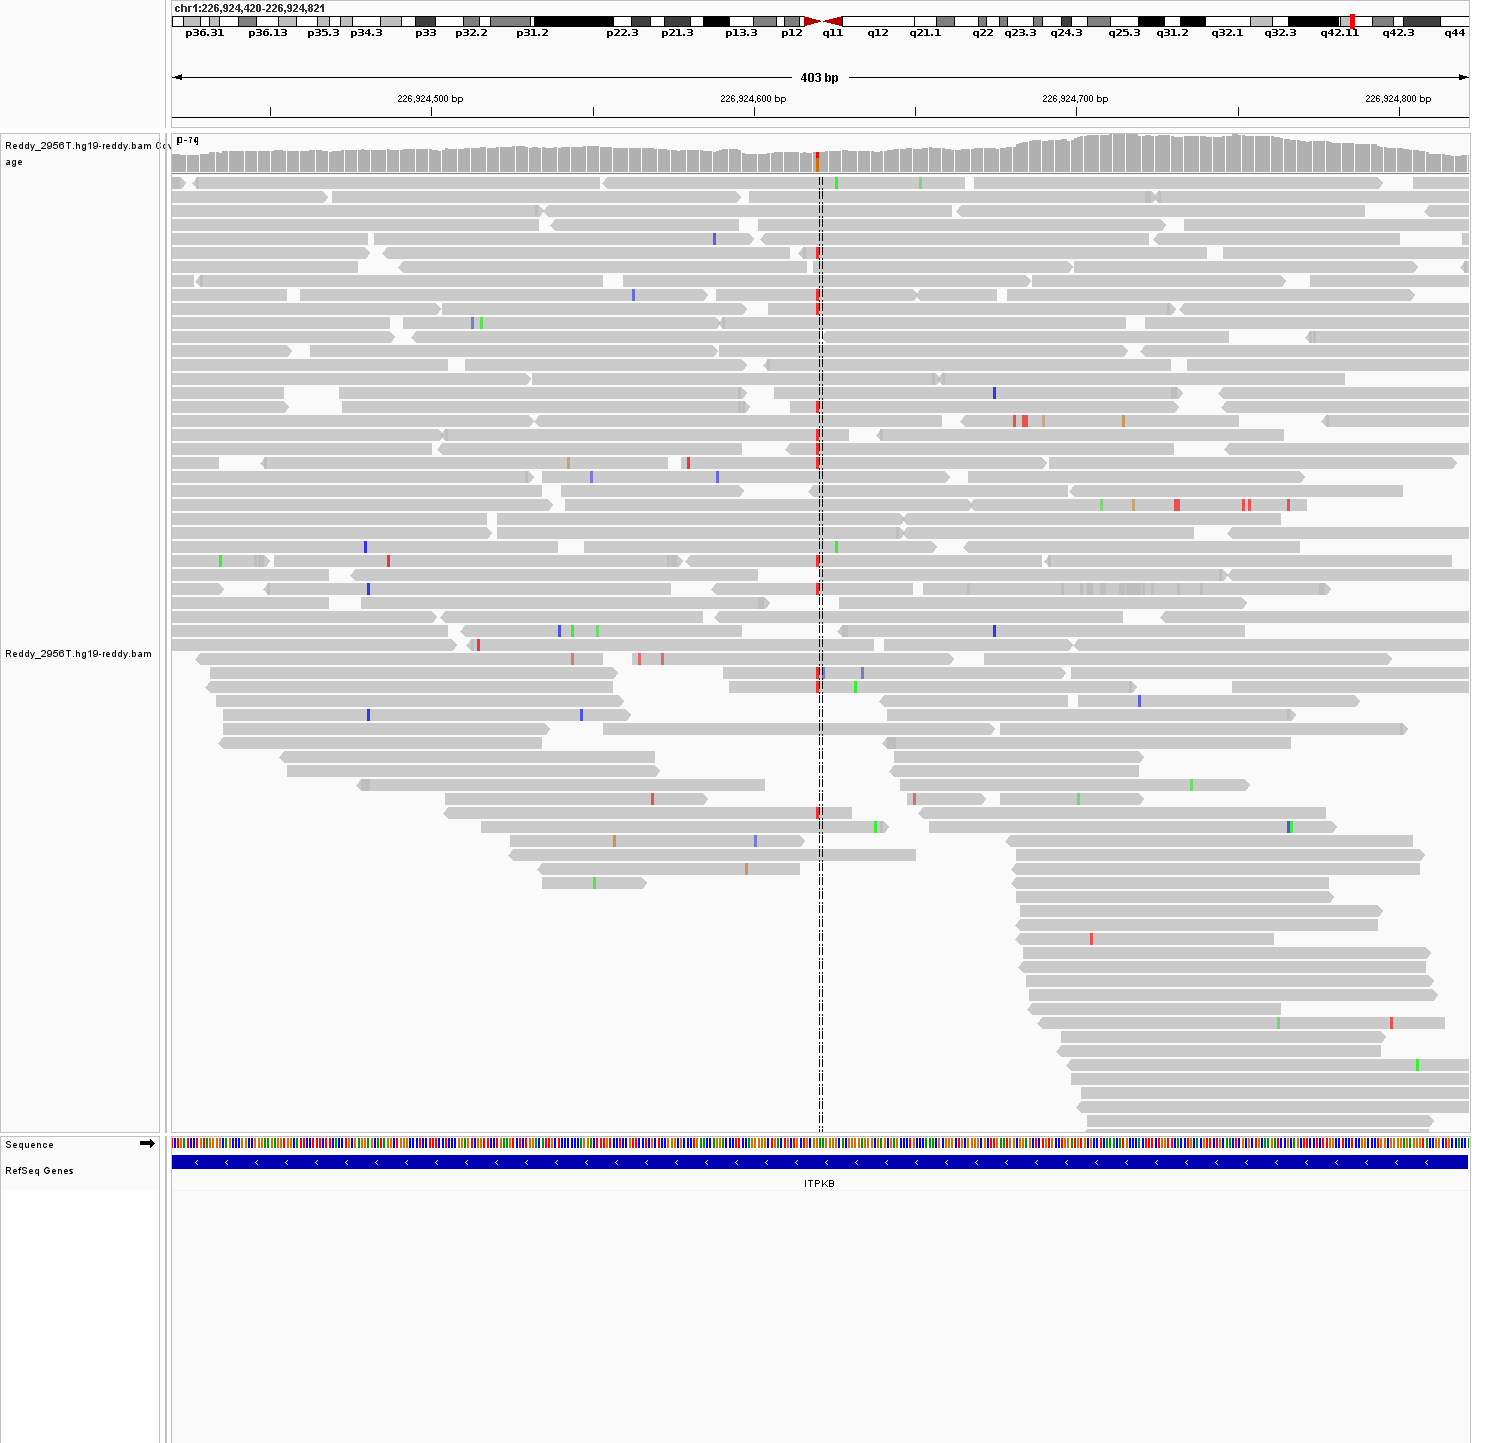 chr1:226,924,420-226,924,821
p36.31 p36.13 p35.3 p34.3 p33 p32.2 p31.2 p22.3 p21.3 p13.3 p12 q11 q12 q21.1 q22 q23.3 q24.3 q25.3 q31.2 q32.1 q32.3 q42.11 q42.3 q44
403 bp
226,924,500 bp 226,924,600 bp 226,924,700 bp 226,924,800 bp
[0-74]
Reddy_2956T.hg19-reddy.bam Cov
age
Reddy_2956T.hg19-reddy.bam
Sequence
RefSeq Genes
ITPKB